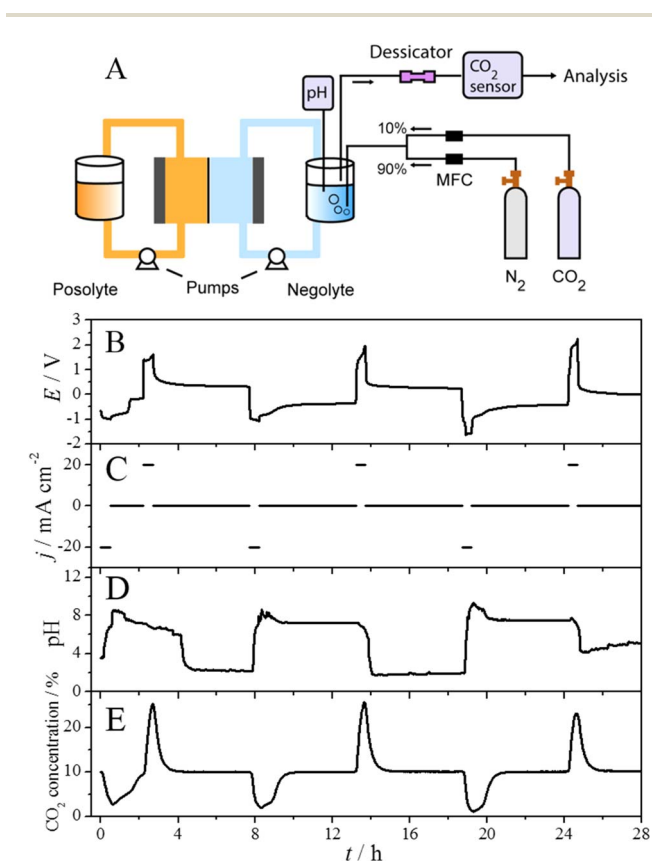 A
Dessicator
CO2 sensor
Analysis
pH
10%
90%
MFC
N2
CO2
Posolyte
Pumps
Negolyte
B
E / V
3
2
1
0
-1
-2
C
j / mA cm-2
20
0
-20
D
pH
12
8
4
0
E
CO2 concentration / %
20
10
0
0 4 8 12 16 20 24 28
t / h